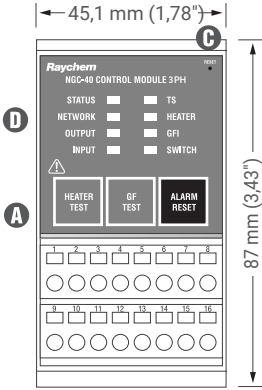 45,1 mm (1,78")
C
Raychem
RESET
NGC-40 CONTROL MODULE 3PH
STATUS TS
NETWORK HEATER
D
OUTPUT GFI
INPUT SWITCH
A
HEATER TEST
GF TEST
ALARM RESET
1 2 3 4 5 6 7 8
9 10 11 12 13 14 15 16
87 mm (3,43")